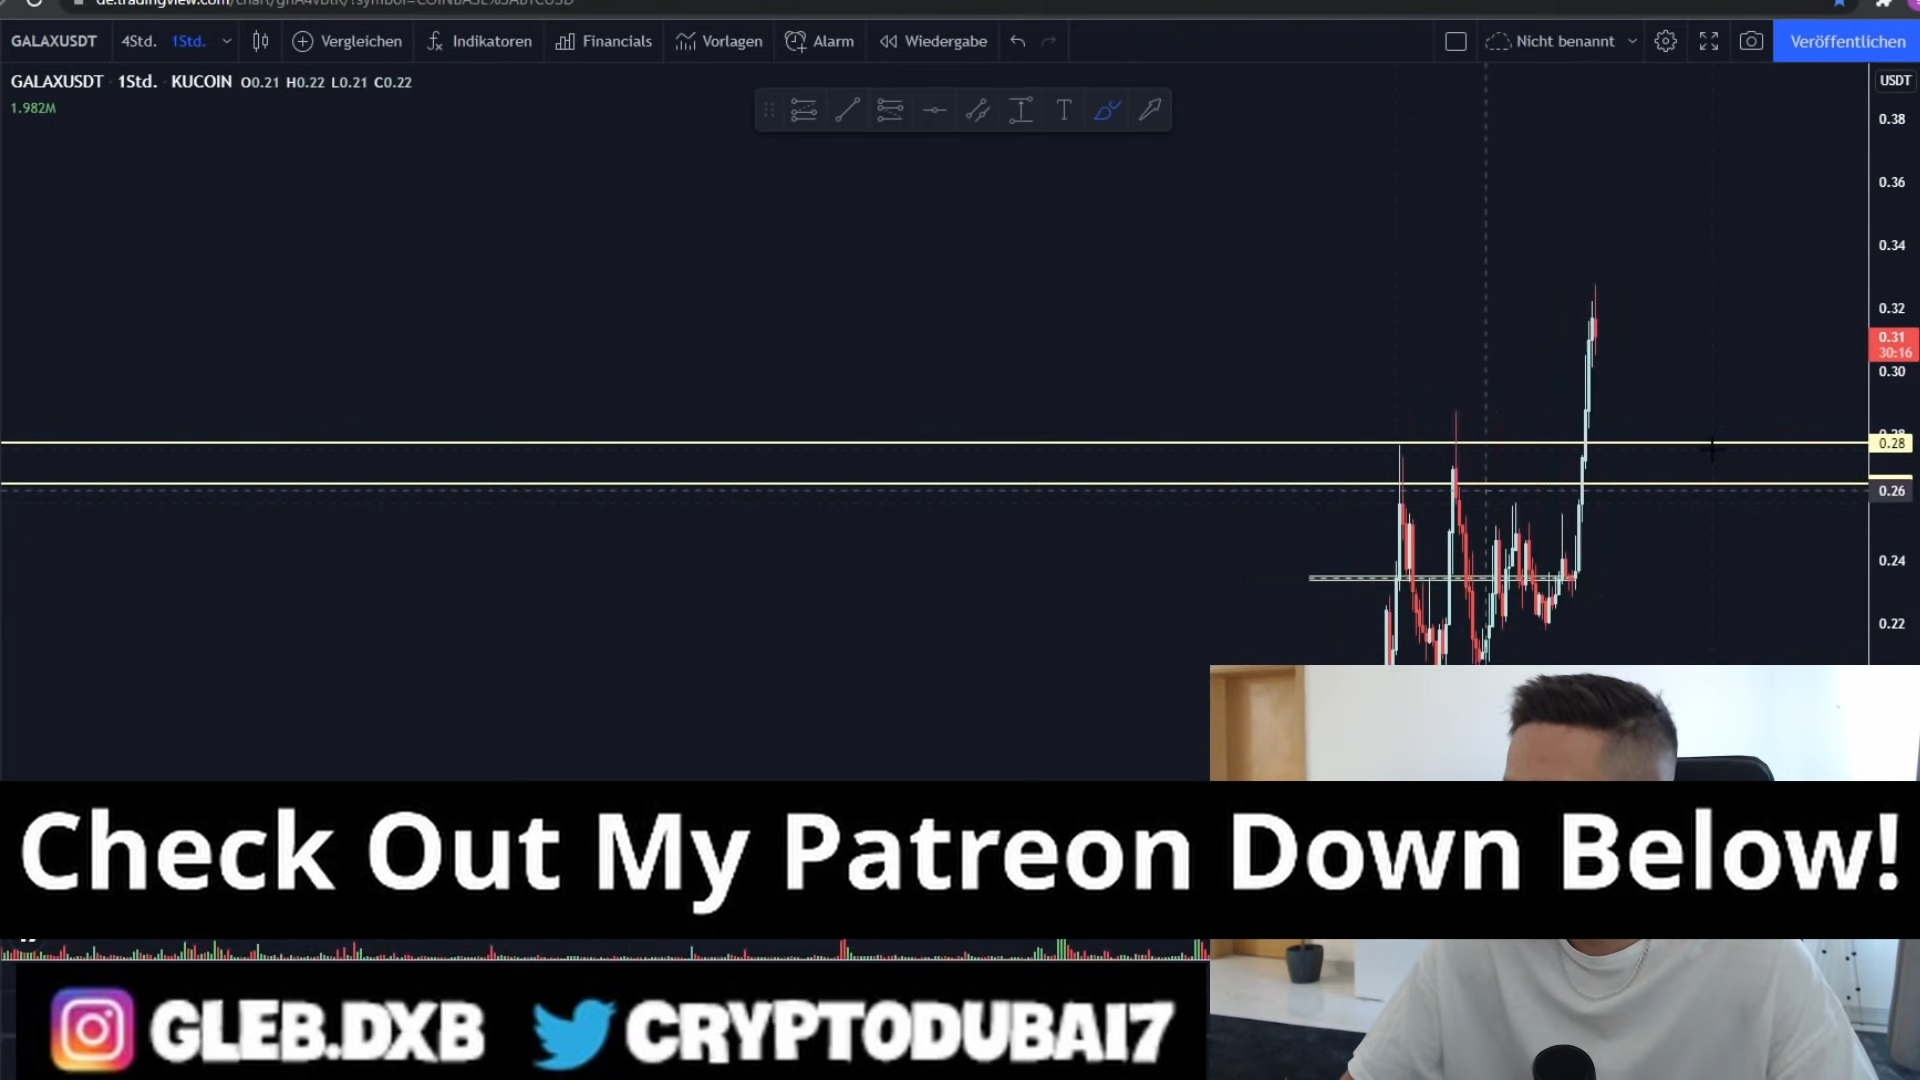 GALAXUSDT 4Std. 1Std. Vergleichen Indikatoren Financials Vorlagen Alarm Wiedergabe Nicht benannt Veröffentlichen
GALAXUSDT 1Std. KUCOIN O0.21 H0.22 L0.21 C0.22
USDT
1.982M
T
0.38
0.36
0.34
0.32
0.31
30:16
0.30
0.28
0.26
0.24
0.22
Check Out My Patreon Down Below!
GLEB.DXB CRYPTODUBAI7